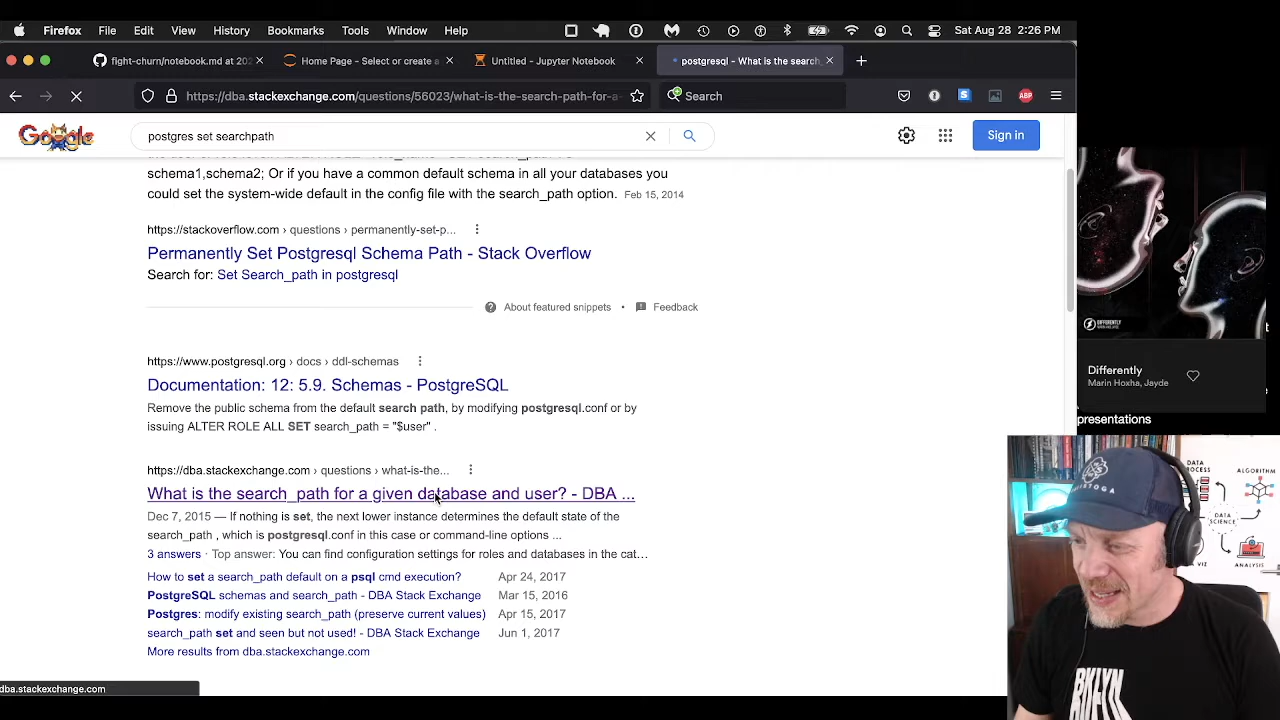 Firefox File Edit View History Bookmarks Tools Window Help Sat Aug 28 2:26 PM
fight-churn/notebook.md at 202 Home Page - Select or create a Untitled - Jupyter Notebook postgresql - What is the search_
https://dba.stackexchange.com/questions/56023/what-is-the-search-path-for-a- Search
Google postgres set searchpath Sign in
schema1,schema2; Or if you have a common default schema in all your databases you
could set the system-wide default in the config file with the search_path option. Feb 15, 2014
https://stackoverflow.com › questions › permanently-set-p...
Permanently Set Postgresql Schema Path - Stack Overflow
Search for: Set Search_path in postgresql
About featured snippets • Feedback
https://www.postgresql.org › docs › ddl-schemas
Documentation: 12: 5.9. Schemas - PostgreSQL
Remove the public schema from the default search path, by modifying postgresql.conf or by
issuing ALTER ROLE ALL SET search_path = "$user" .
https://dba.stackexchange.com › questions › what-is-the...
What is the search_path for a given database and user? - DBA ...
Dec 7, 2015 — If nothing is set, the next lower instance determines the default state of the
search_path , which is postgresql.conf in this case or command-line options ...
3 answers · Top answer: You can find configuration settings for roles and databases in the cat…
How to set a search_path default on a psql cmd execution? Apr 24, 2017
PostgreSQL schemas and search_path - DBA Stack Exchange Mar 15, 2016
Postgres: modify existing search_path (preserve current values) Apr 15, 2017
search_path set and seen but not used! - DBA Stack Exchange Jun 1, 2017
More results from dba.stackexchange.com
dba.stackexchange.com
DIFFERENTLY
Differently
Marin Hoxha, Jayde
presentations
DATA
PROCESS
ALGORITHM
DATA
SCIENCE
ANALYSIS
BKLYN